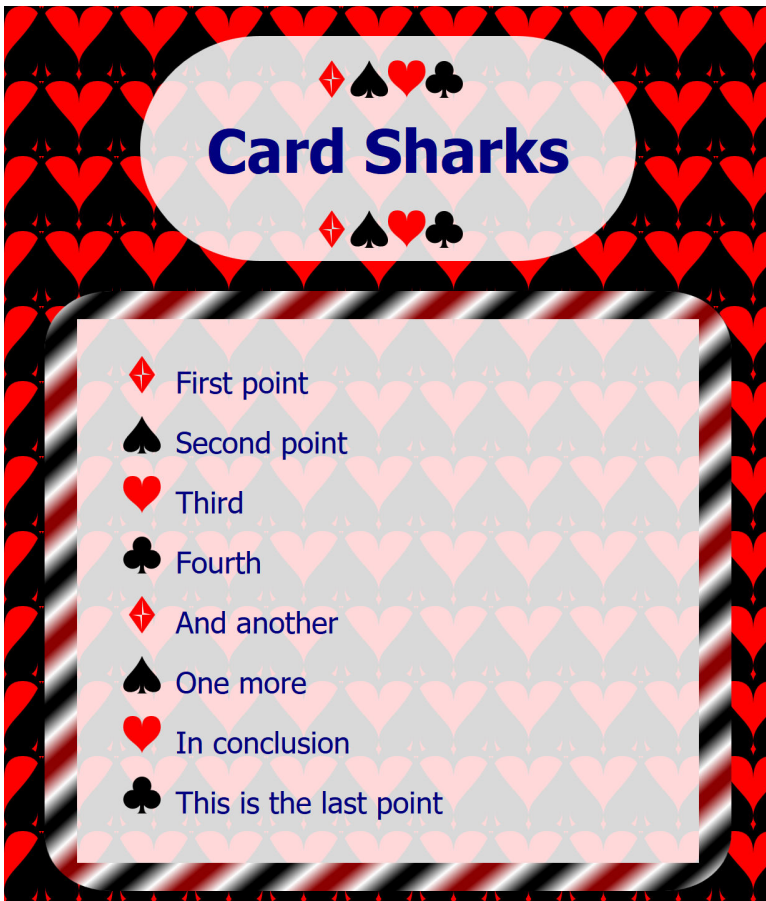 Card Sharks
First point
Second point
Third
Fourth
And another
One more
In conclusion
This is the last point